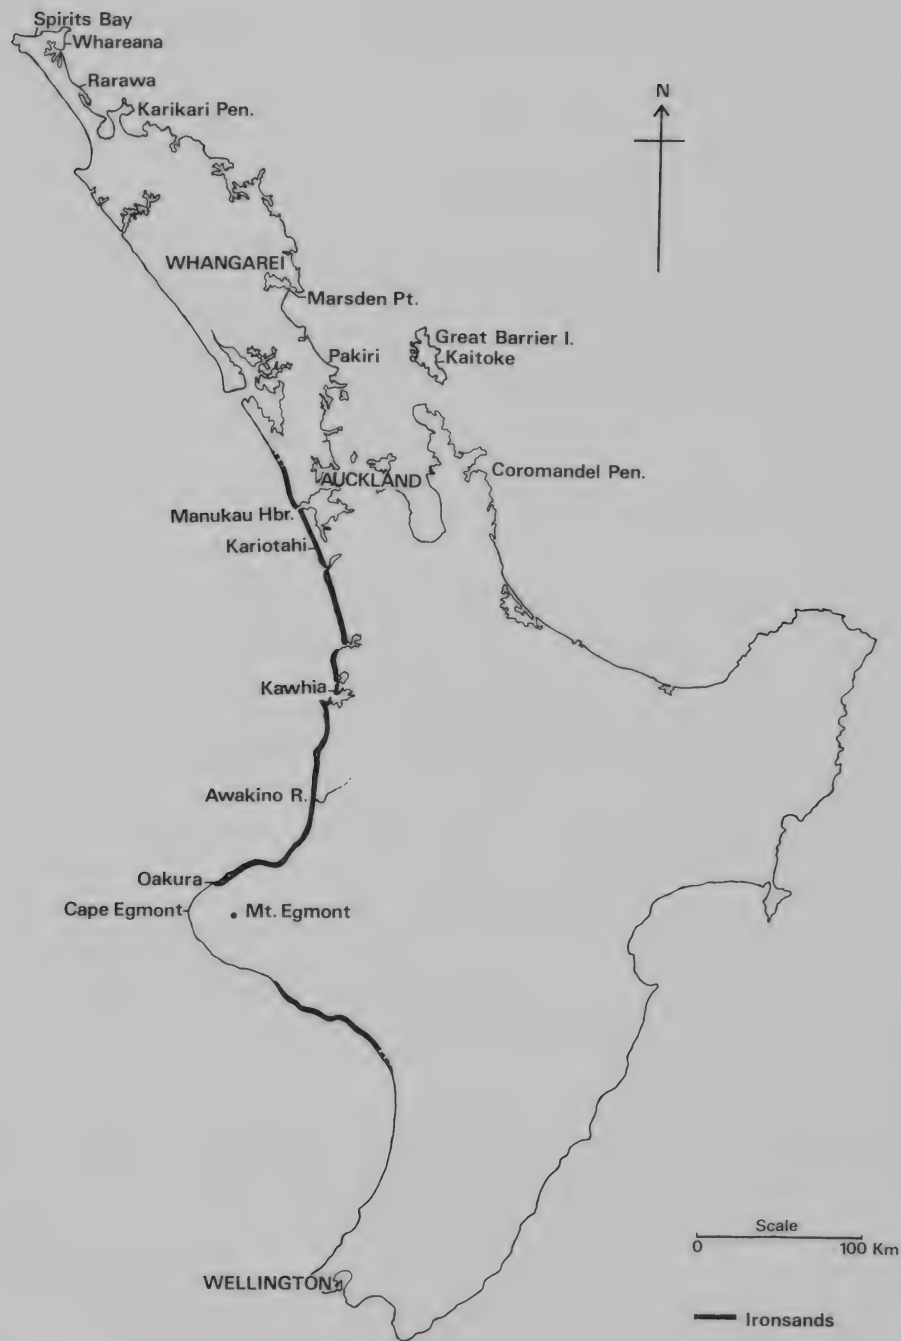 Spirits Bay
Whareana
Rarawa
Karikari Pen.
N
WHANGAREI
Marsden Pt.
Great Barrier I.
Pakiri
Kaitoke
Coromandel Pen.
AUCKLAND
Manukau Hbr.
Kariotahi
Kawhia
Awakino R.
Oakura
Cape Egmont
Mt. Egmont
Scale
0
100 Km
WELLINGTON
Ironsands